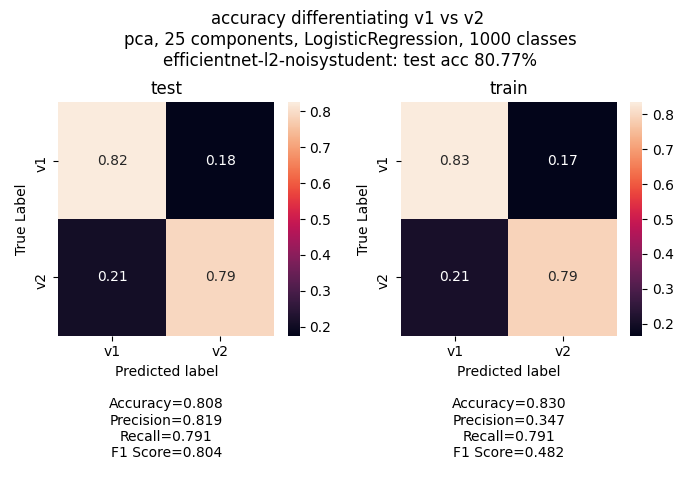 accuracy differentiating v1 vs v2
pca, 25 components, LogisticRegression, 1000 classes
efficientnet-l2-noisystudent: test acc 80.77%
test
True Label
v1
v2
0.82
0.18
0.21
0.79
0.8
0.7
0.6
0.5
0.4
0.3
0.2
v1
v2
Predicted label
Accuracy=0.808
Precision=0.819
Recall=0.791
F1 Score=0.804
train
True Label
v1
v2
0.83
0.17
0.21
0.79
0.8
0.7
0.6
0.5
0.4
0.3
0.2
v1
v2
Predicted label
Accuracy=0.830
Precision=0.347
Recall=0.791
F1 Score=0.482